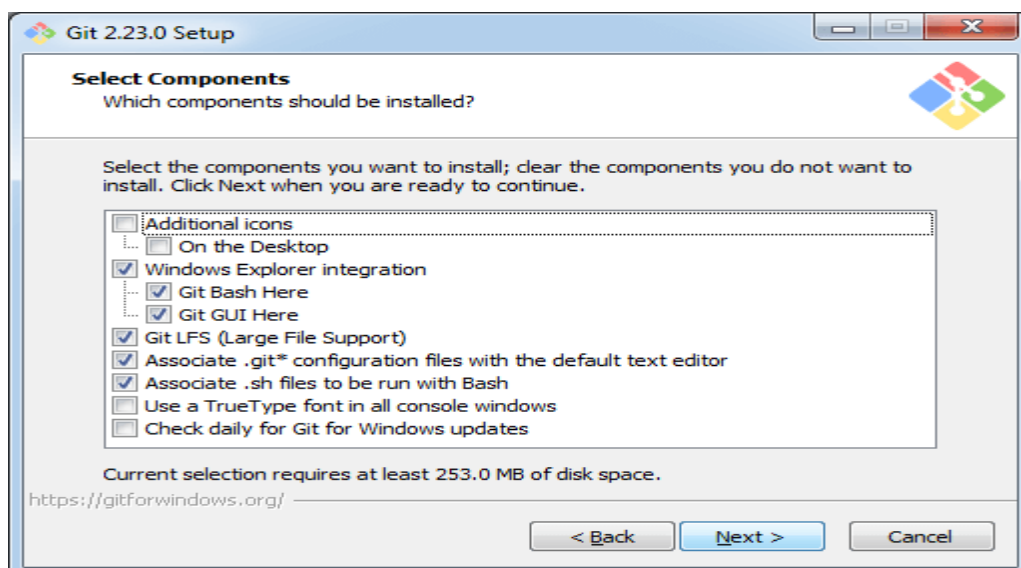 Git 2.23.0 Setup
Select Components
Which components should be installed?
Select the components you want to install; clear the components you do not want to
install. Click Next when you are ready to continue.
Additional icons
On the Desktop
Windows Explorer integration
Git Bash Here
Git GUI Here
Git LFS (Large File Support)
Associate .git* configuration files with the default text editor
Associate .sh files to be run with Bash
Use a TrueType font in all console windows
Check daily for Git for Windows updates
Current selection requires at least 253.0 MB of disk space.
https://gitforwindows.org/
< Back
Next >
Cancel